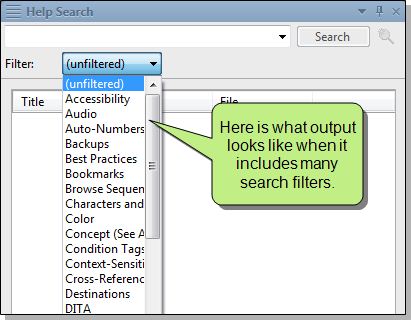 Help Search
Search
Filter:
(unfiltered)
(unfiltered)
Title
File
Accessibility
Audio
Auto-Numbers
Backups
Best Practices
Bookmarks
Browse Sequen
Characters and
Color
Concept (See A
Condition Tags
Context-Sensiti
Cross-Reference
Destinations
DITA
Here is what output
looks like when it
includes many
search filters.